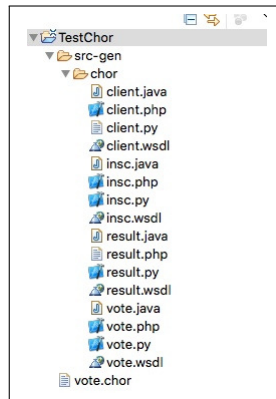 TestChor
src-gen
chor
client.java
client.php
client.py
client.wsdl
insc.java
insc.php
insc.py
insc.wsdl
result.java
result.php
result.py
result.wsdl
vote.java
vote.php
vote.py
vote.wsdl
vote.chor